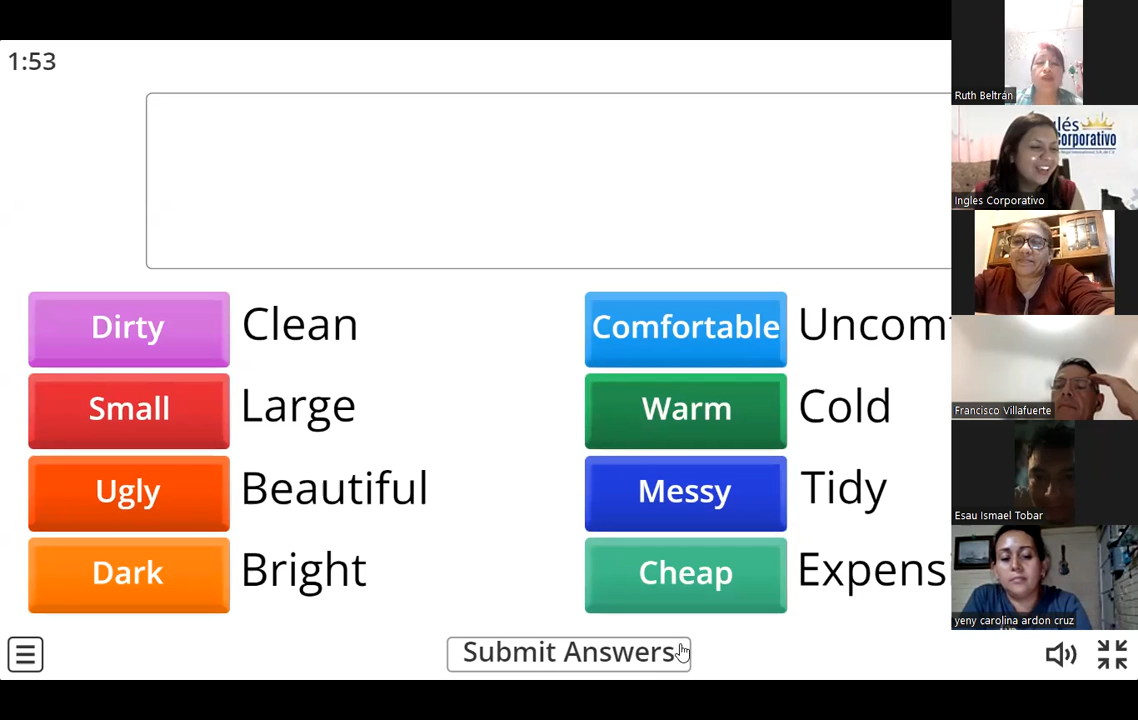 1:53
Dirty Clean
Comfortable
Small Large
Warm Cold
Ugly Beautiful
Messy Tidy
Dark Bright
Cheap
Submit Answers
Ruth Beltrán
Corporativo
Ingles Corporativo
Francisco Villafuerte
Esau Ismael Tobar
yeny carolina ardon cruz